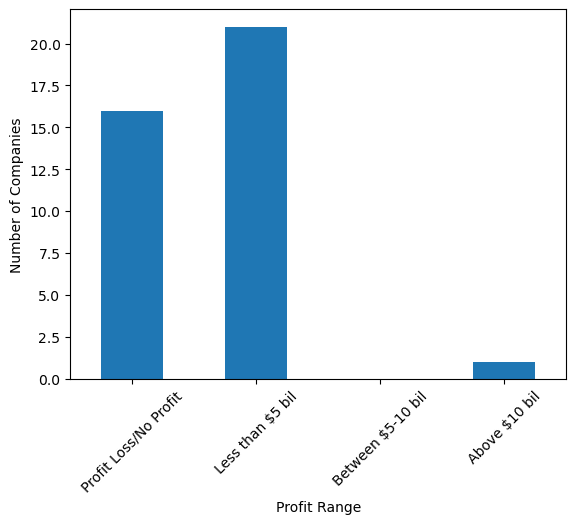 20.0
17.5
15.0
12.5
10.0
7.5
5.0
2.5
0.0
Number of Companies
Profit Loss/No Profit
Less than $5 bil
Between $5-10 bil
Above $10 bil
Profit Range